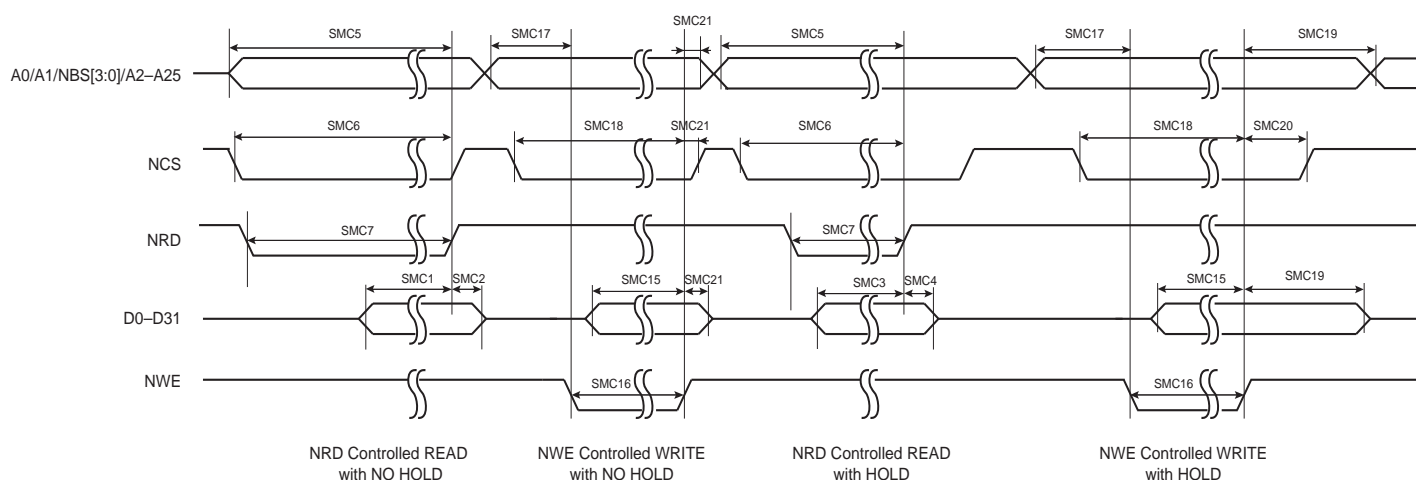 SMC21
SMC5 SMC17 SMC5 SMC17 SMC19
A0/A1/NBS[3:0]/A2–A25
SMC6 SMC18 SMC21 SMC6 SMC18 SMC20
NCS
SMC7 SMC7
NRD
SMC1 SMC2 SMC15 SMC21 SMC3 SMC4 SMC15 SMC19
D0–D31
NWE SMC16 SMC16
NRD Controlled READ
with NO HOLD
NWE Controlled WRITE
with NO HOLD
NRD Controlled READ
with HOLD
NWE Controlled WRITE
with HOLD